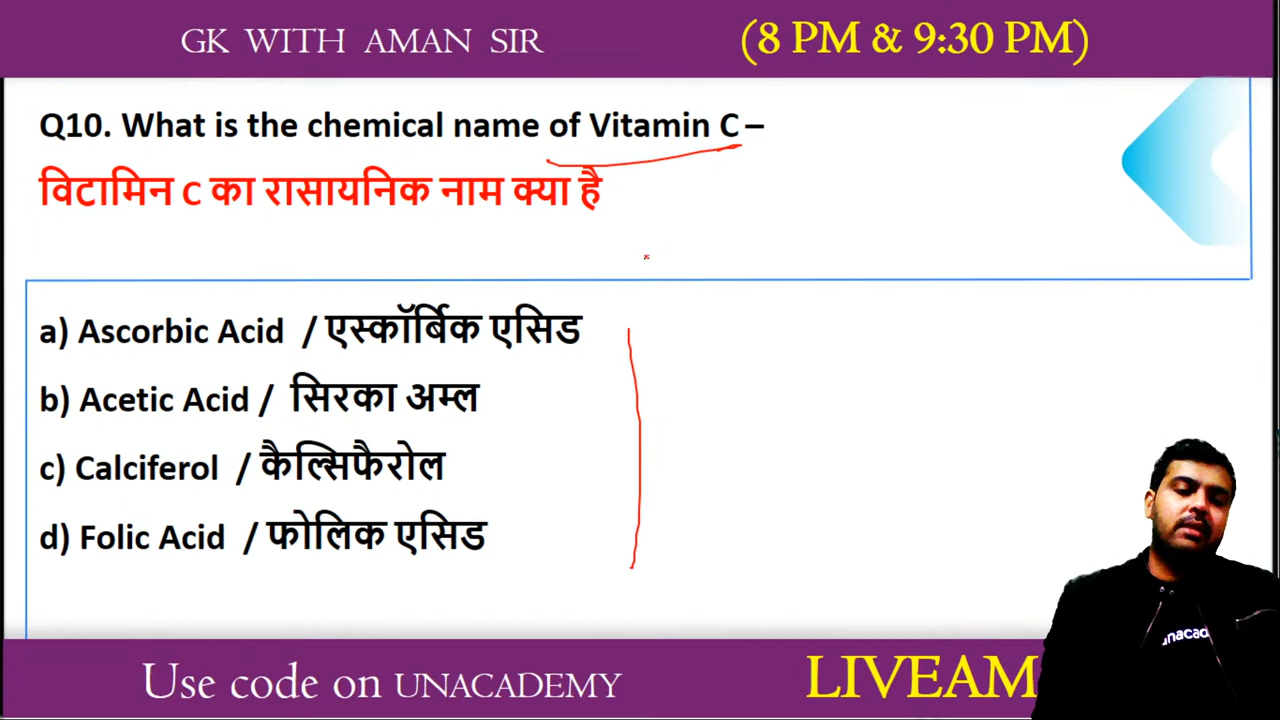 GK WITH AMAN SIR
(8 PM & 9:30 PM)
Q10. What is the chemical name of Vitamin C –
विटामिन C का रासायनिक नाम क्या है
a) Ascorbic Acid / एस्कॉर्बिक एसिड
b) Acetic Acid / सिरका अम्ल
c) Calciferol / कैल्सिफैरोल
d) Folic Acid / फोलिक एसिड
unacad
Use code on UNACADEMY
LIVEAM